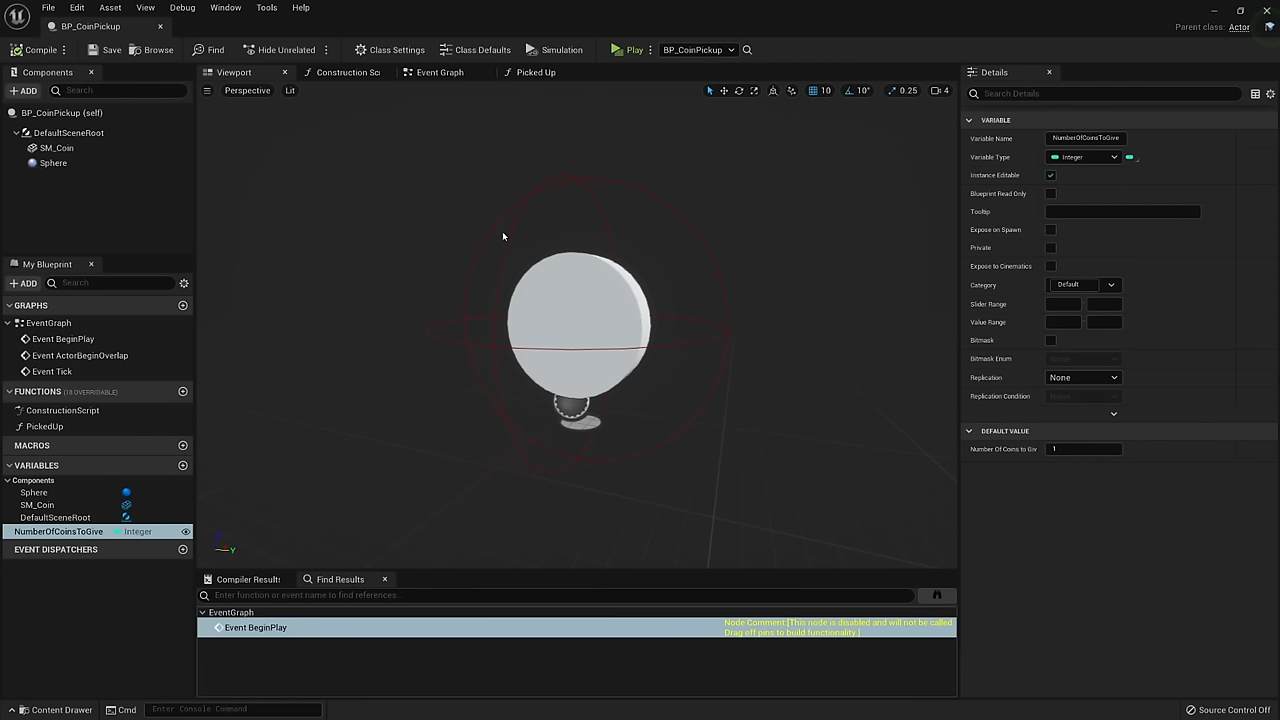 File Edit Asset View Debug Window Tools Help
BP_CoinPickup
Parent class: Actor
Compile Save Browse Find Hide Unrelated Class Settings Class Defaults Simulation Play BP_CoinPickup
Components
ADD Search
BP_CoinPickup (self)
DefaultSceneRoot
SM_Coin
Sphere
My Blueprint
ADD Search
GRAPHS
EventGraph
Event BeginPlay
Event ActorBeginOverlap
Event Tick
FUNCTIONS (18 OVERRIDABLE)
ConstructionScript
PickedUp
MACROS
VARIABLES
Components
Sphere
SM_Coin
DefaultSceneRoot
NumberOfCoinsToGive Integer
EVENT DISPATCHERS
Viewport Construction Sc Event Graph Picked Up
Perspective Lit 10 10° 0.25 4
Y
Compiler Results Find Results
Enter function or event name to find references...
EventGraph
Event BeginPlay
Node Comment [This node is disabled and will not be called
Drag off pins to build functionality.]
Details
Search Details
VARIABLE
Variable Name NumberOfCoinsToGive
Variable Type Integer
Instance Editable
Blueprint Read Only
Tooltip
Expose on Spawn
Private
Expose to Cinematics
Category Default
Slider Range
Value Range
Bitmask
Bitmask Enum None
Replication None
Replication Condition None
DEFAULT VALUE
Number Of Coins to Giv 1
Content Drawer Cmd Enter Console Command Source Control Off